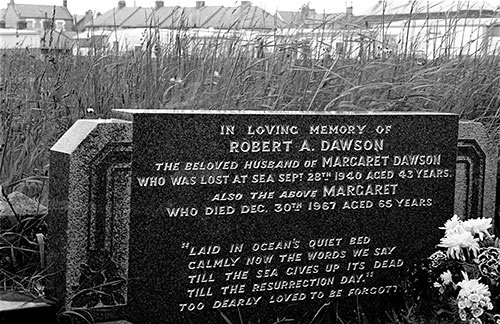 IN LOVING MEMORY OF
ROBERT A. DAWSON
THE BELOVED HUSBAND OF MARGARET DAWSON
WHO WAS LOST AT SEA SEPT 28TH 1940 AGED 43 YEARS.
ALSO THE ABOVE MARGARET
WHO DIED DEC. 30TH 1967 AGED 65 YEARS
"LAID IN OCEAN'S QUIET BED
CALMLY NOW THE WORDS WE SAY
TILL THE SEA GIVES UP ITS DEAD
TILL THE RESURRECTION DAY."
TOO DEARLY LOVED TO BE FORGOTT